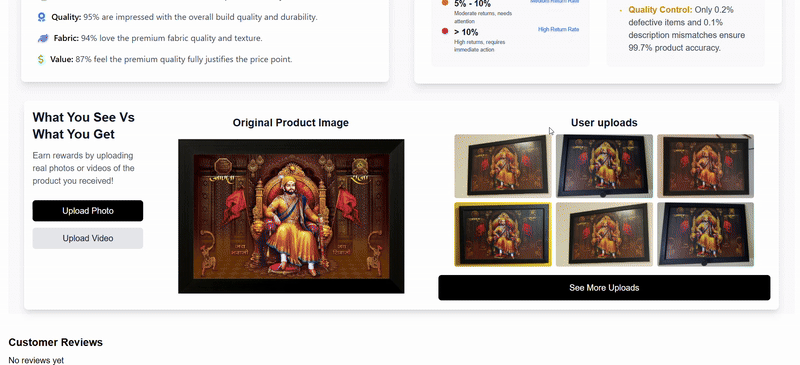 Quality: 95% are impressed with the overall build quality and durability.
Fabric: 94% love the premium fabric quality and texture.
Value: 87% feel the premium quality fully justifies the price point.
5% - 10%
Moderate returns, needs
attention
Medium Return Rate
> 10%
High returns, requires
immediate action
High Return Rate
Quality Control: Only 0.2%
defective items and 0.1%
description mismatches ensure
99.7% product accuracy.
What You See Vs
What You Get
Earn rewards by uploading
real photos or videos of the
product you received!
Upload Photo
Upload Video
Original Product Image
जय
भवानी
जय
शिवाजी
User uploads
See More Uploads
Customer Reviews
No reviews yet